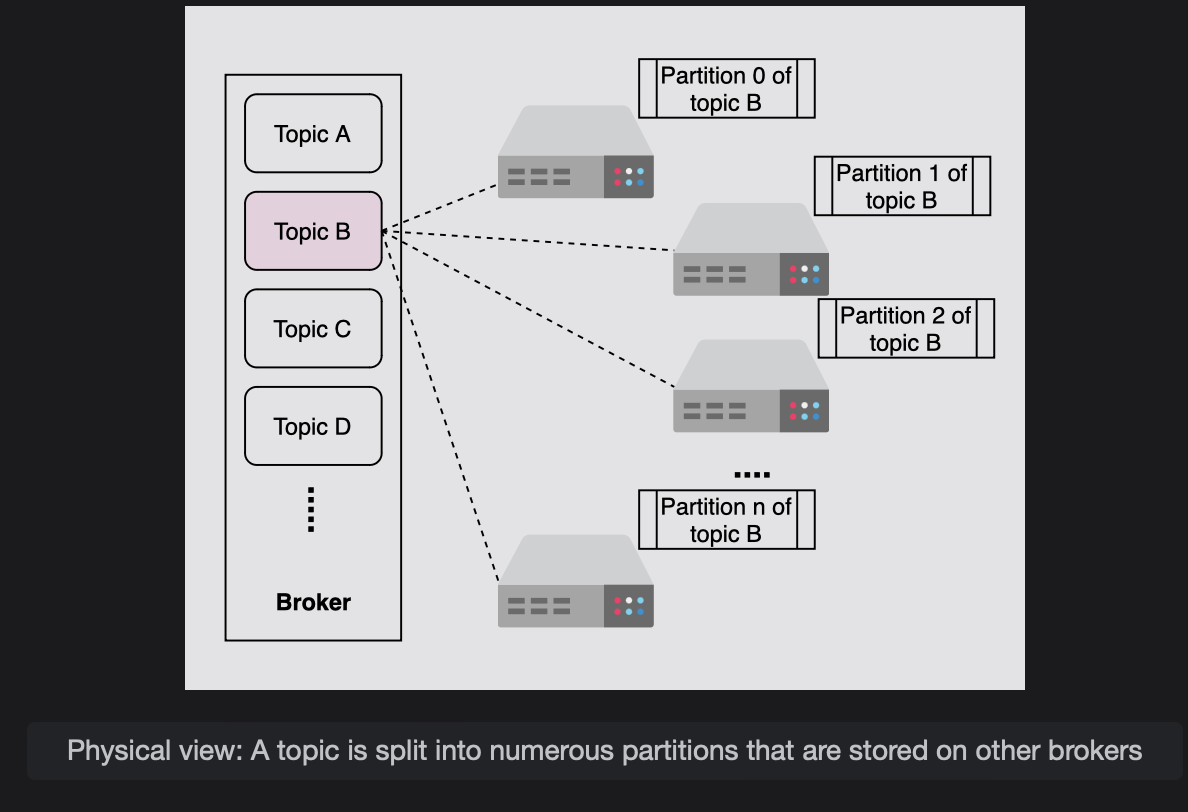 Partition 0 of
topic B
Topic A
Partition 1 of
topic B
Topic B
Partition 2 of
topic B
Topic C
Topic D
Partition n of
topic B
Broker
Physical view: A topic is split into numerous partitions that are stored on other brokers